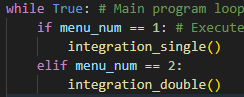 while True: # Main program loop
if menu_num == 1: # Execute
integration_single()
elif menu_num == 2:
integration_double()